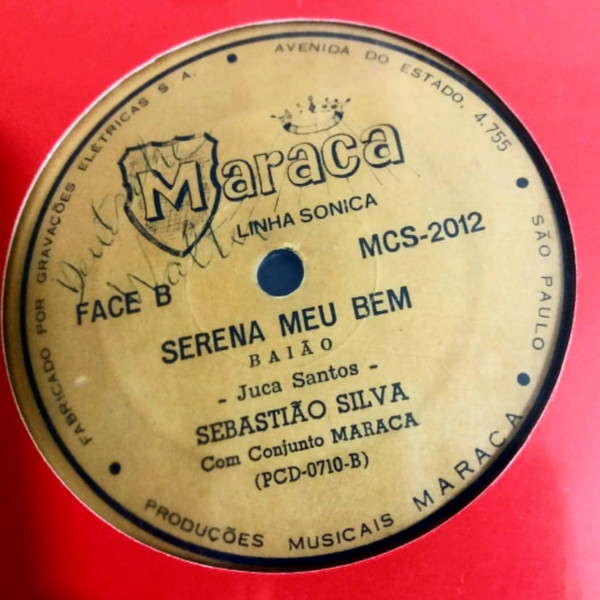 FABRICADO POR GRAVAÇÕES ELÉTRICAS S. A. • AVENIDA DO ESTADO, 4.755 • SÃO PAULO •
Maraca
LINHA SONICA
MCS-2012
FACE B
SERENA MEU BEM
BAIÃO
- Juca Santos -
SEBASTIÃO SILVA
Com Conjunto MARACA
(PCD-0710-B)
PRODUÇÕES MUSICAIS MARACA